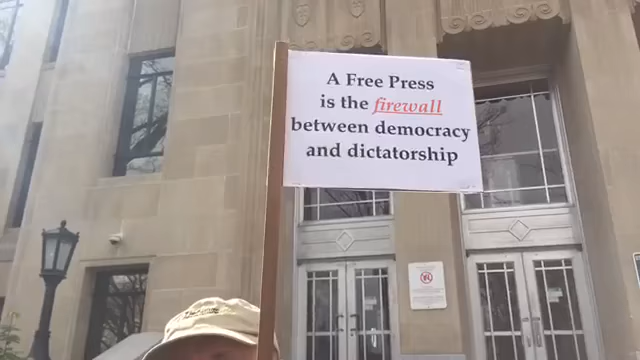 A Free Press
is the firewall
between democracy
and dictatorship